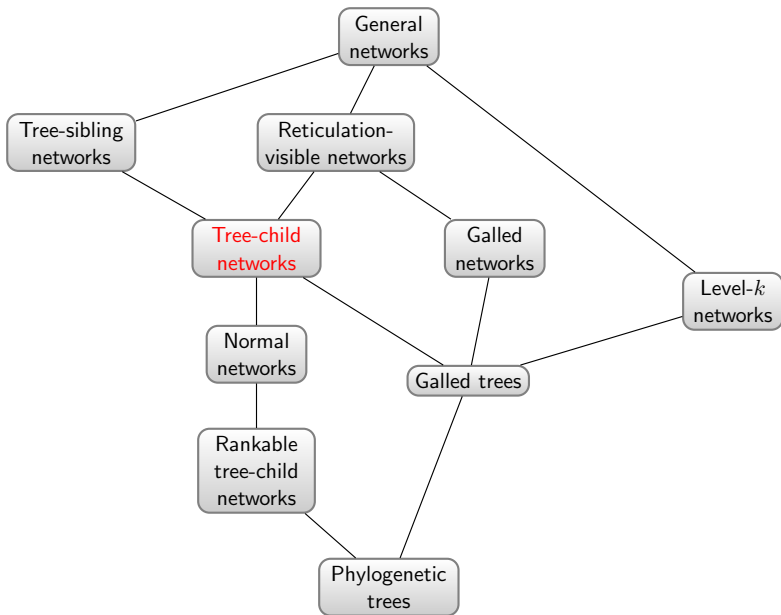 General
networks
Tree-sibling
networks
Reticulation-
visible networks
Tree-child
networks
Galled
networks
Level-k
networks
Normal
networks
Galled trees
Rankable
tree-child
networks
Phylogenetic
trees